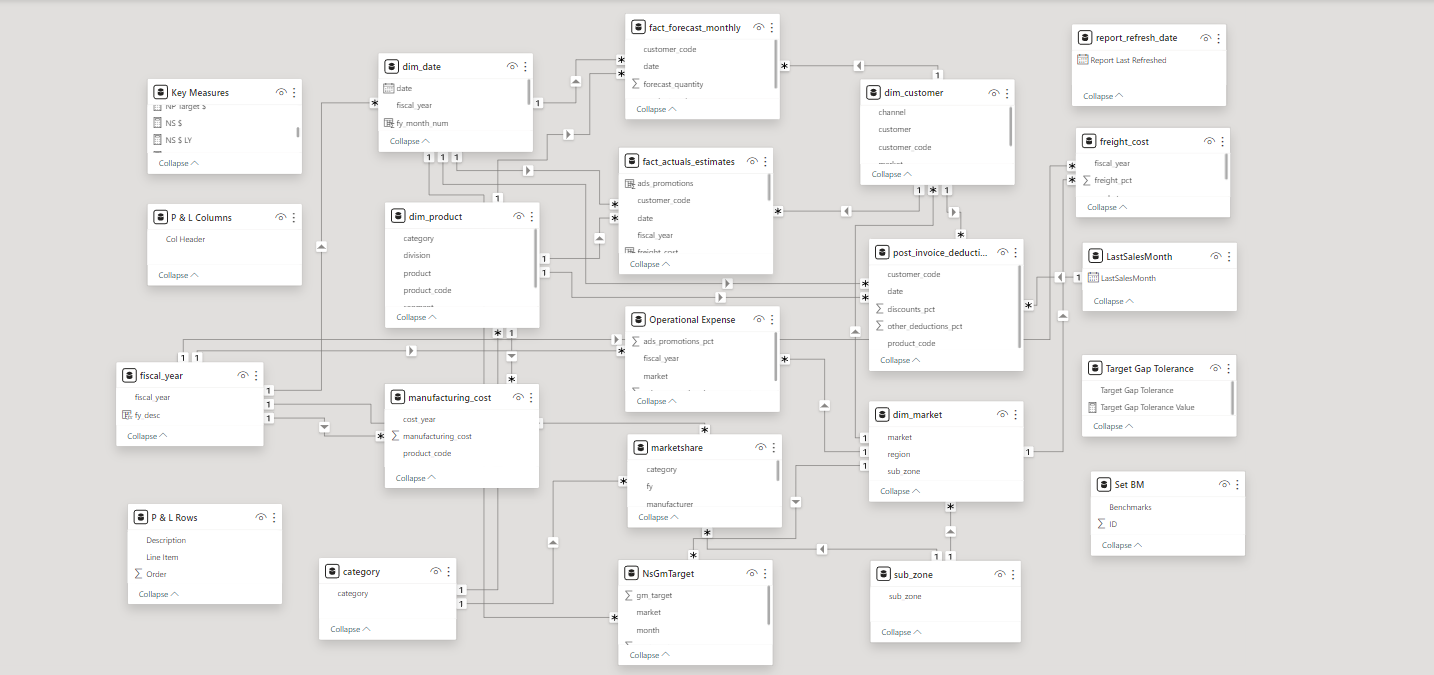 Key Measures
NP Target $
NS $
NS $ LY
Collapse
P & L Columns
Col Header
Collapse
fiscal_year
fiscal_year
fy_desc
Collapse
P & L Rows
Description
Line Item
Order
Collapse
dim_date
date
fiscal_year
fy_month_num
Collapse
dim_product
category
division
product
product_code
segment
Collapse
manufacturing_cost
cost_year
manufacturing_cost
product_code
Collapse
category
category
Collapse
fact_forecast_monthly
customer_code
date
forecast_quantity
Collapse
fact_actuals_estimates
ads_promotions
customer_code
date
fiscal_year
freight_cost
Collapse
Operational Expense
ads_promotions_pct
fiscal_year
market
Collapse
marketshare
category
fy
manufacturer
Collapse
NsGmTarget
gm_target
market
month
Collapse
dim_customer
channel
customer
customer_code
market
Collapse
post_invoice_deducti...
customer_code
date
discounts_pct
other_deductions_pct
product_code
Collapse
dim_market
market
region
sub_zone
Collapse
sub_zone
sub_zone
Collapse
report_refresh_date
Report Last Refreshed
Collapse
freight_cost
fiscal_year
freight_pct
Collapse
LastSalesMonth
LastSalesMonth
Collapse
Target Gap Tolerance
Target Gap Tolerance
Target Gap Tolerance Value
Collapse
Set BM
Benchmarks
ID
Collapse